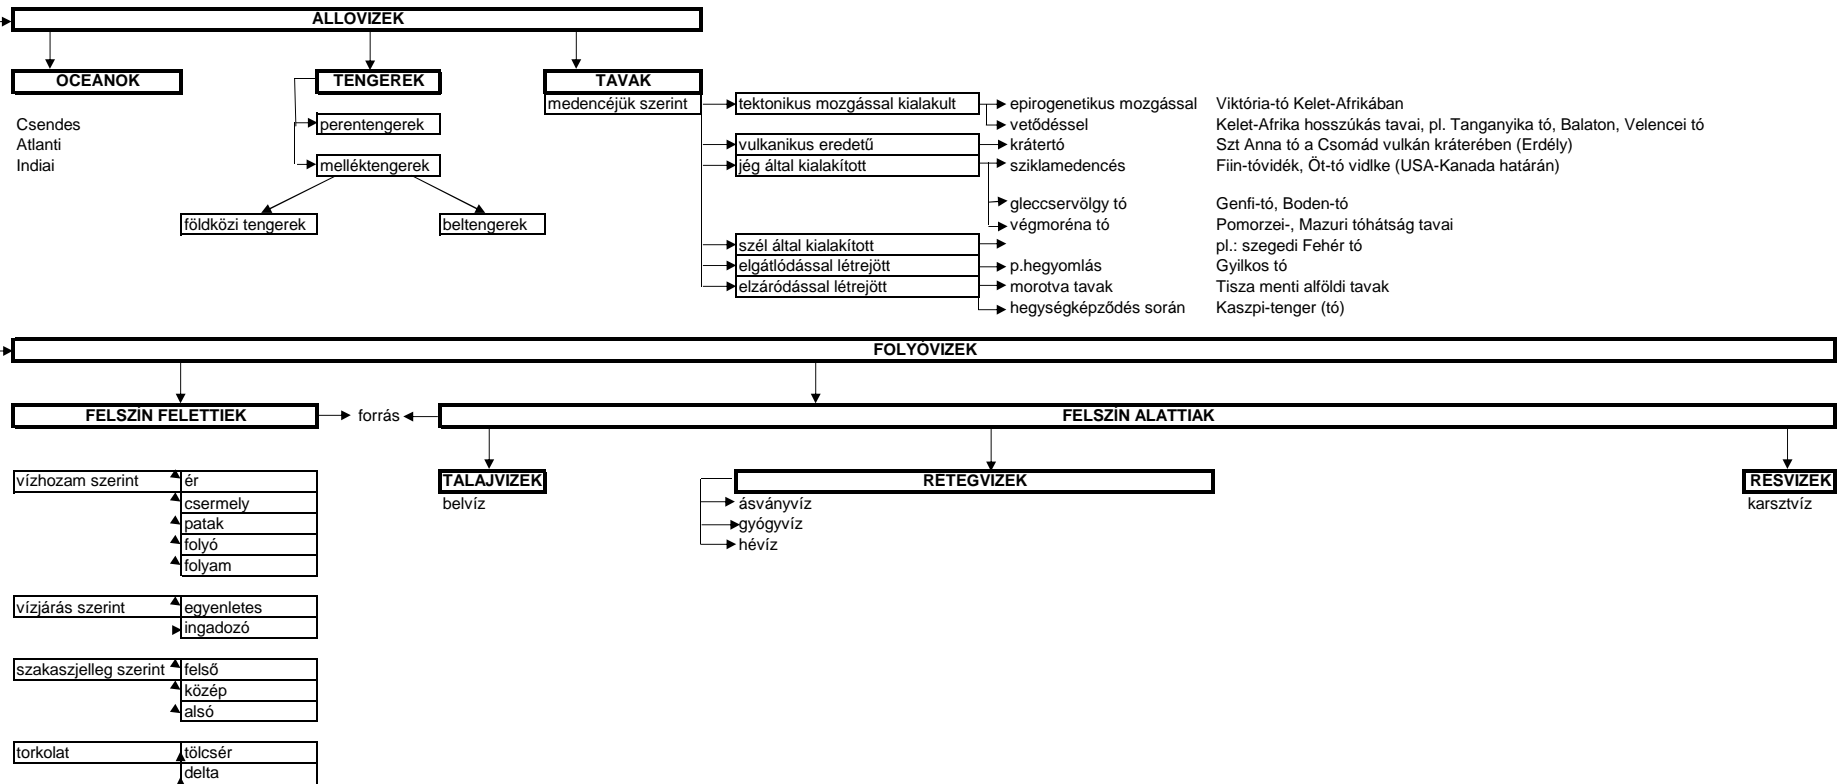 ÁLLÓVIZEK
ÓCEÁNOK TENGEREK TAVAK
medencéjük szerint tektonikus mozgással kialakult epirogenetikus mozgással Viktória-tó Kelet-Afrikában
Csendes perentengerek vetődéssel Kelet-Afrika hosszúkás tavai, pl. Tanganyika tó, Balaton, Velencei tó
Atlanti vulkanikus eredetű krátertó Szt Anna tó a Csomád vulkán kráterében (Erdély)
Indiai melléktengerek jég által kialakított sziklamedencés Fiin-tóvidék, Öt-tó vidlke (USA-Kanada határán)
gleccservölgy tó Genfi-tó, Boden-tó
földközi tengerek beltengerek végmoréna tó Pomorzei-, Mazuri tóhátság tavai
szél által kialakított pl.: szegedi Fehér tó
elgátlódással létrejött p.hegyomlás Gyilkos tó
elzáródással létrejött morotva tavak Tisza menti alföldi tavak
hegységképződés során Kaszpi-tenger (tó)
FOLYÓVIZEK
FELSZÍN FELETTIEK forrás FELSZÍN ALATTIAK
vízhozam szerint ér TALAJVIZEK RÉTEGVIZEK RÉSVIZEK
csermely belvíz ásványvíz karsztvíz
patak gyógyvíz
folyó hévíz
folyam
vízjárás szerint egyenletes
ingadozó
szakaszjelleg szerint felső
közép
alsó
torkolat tölcsér
delta